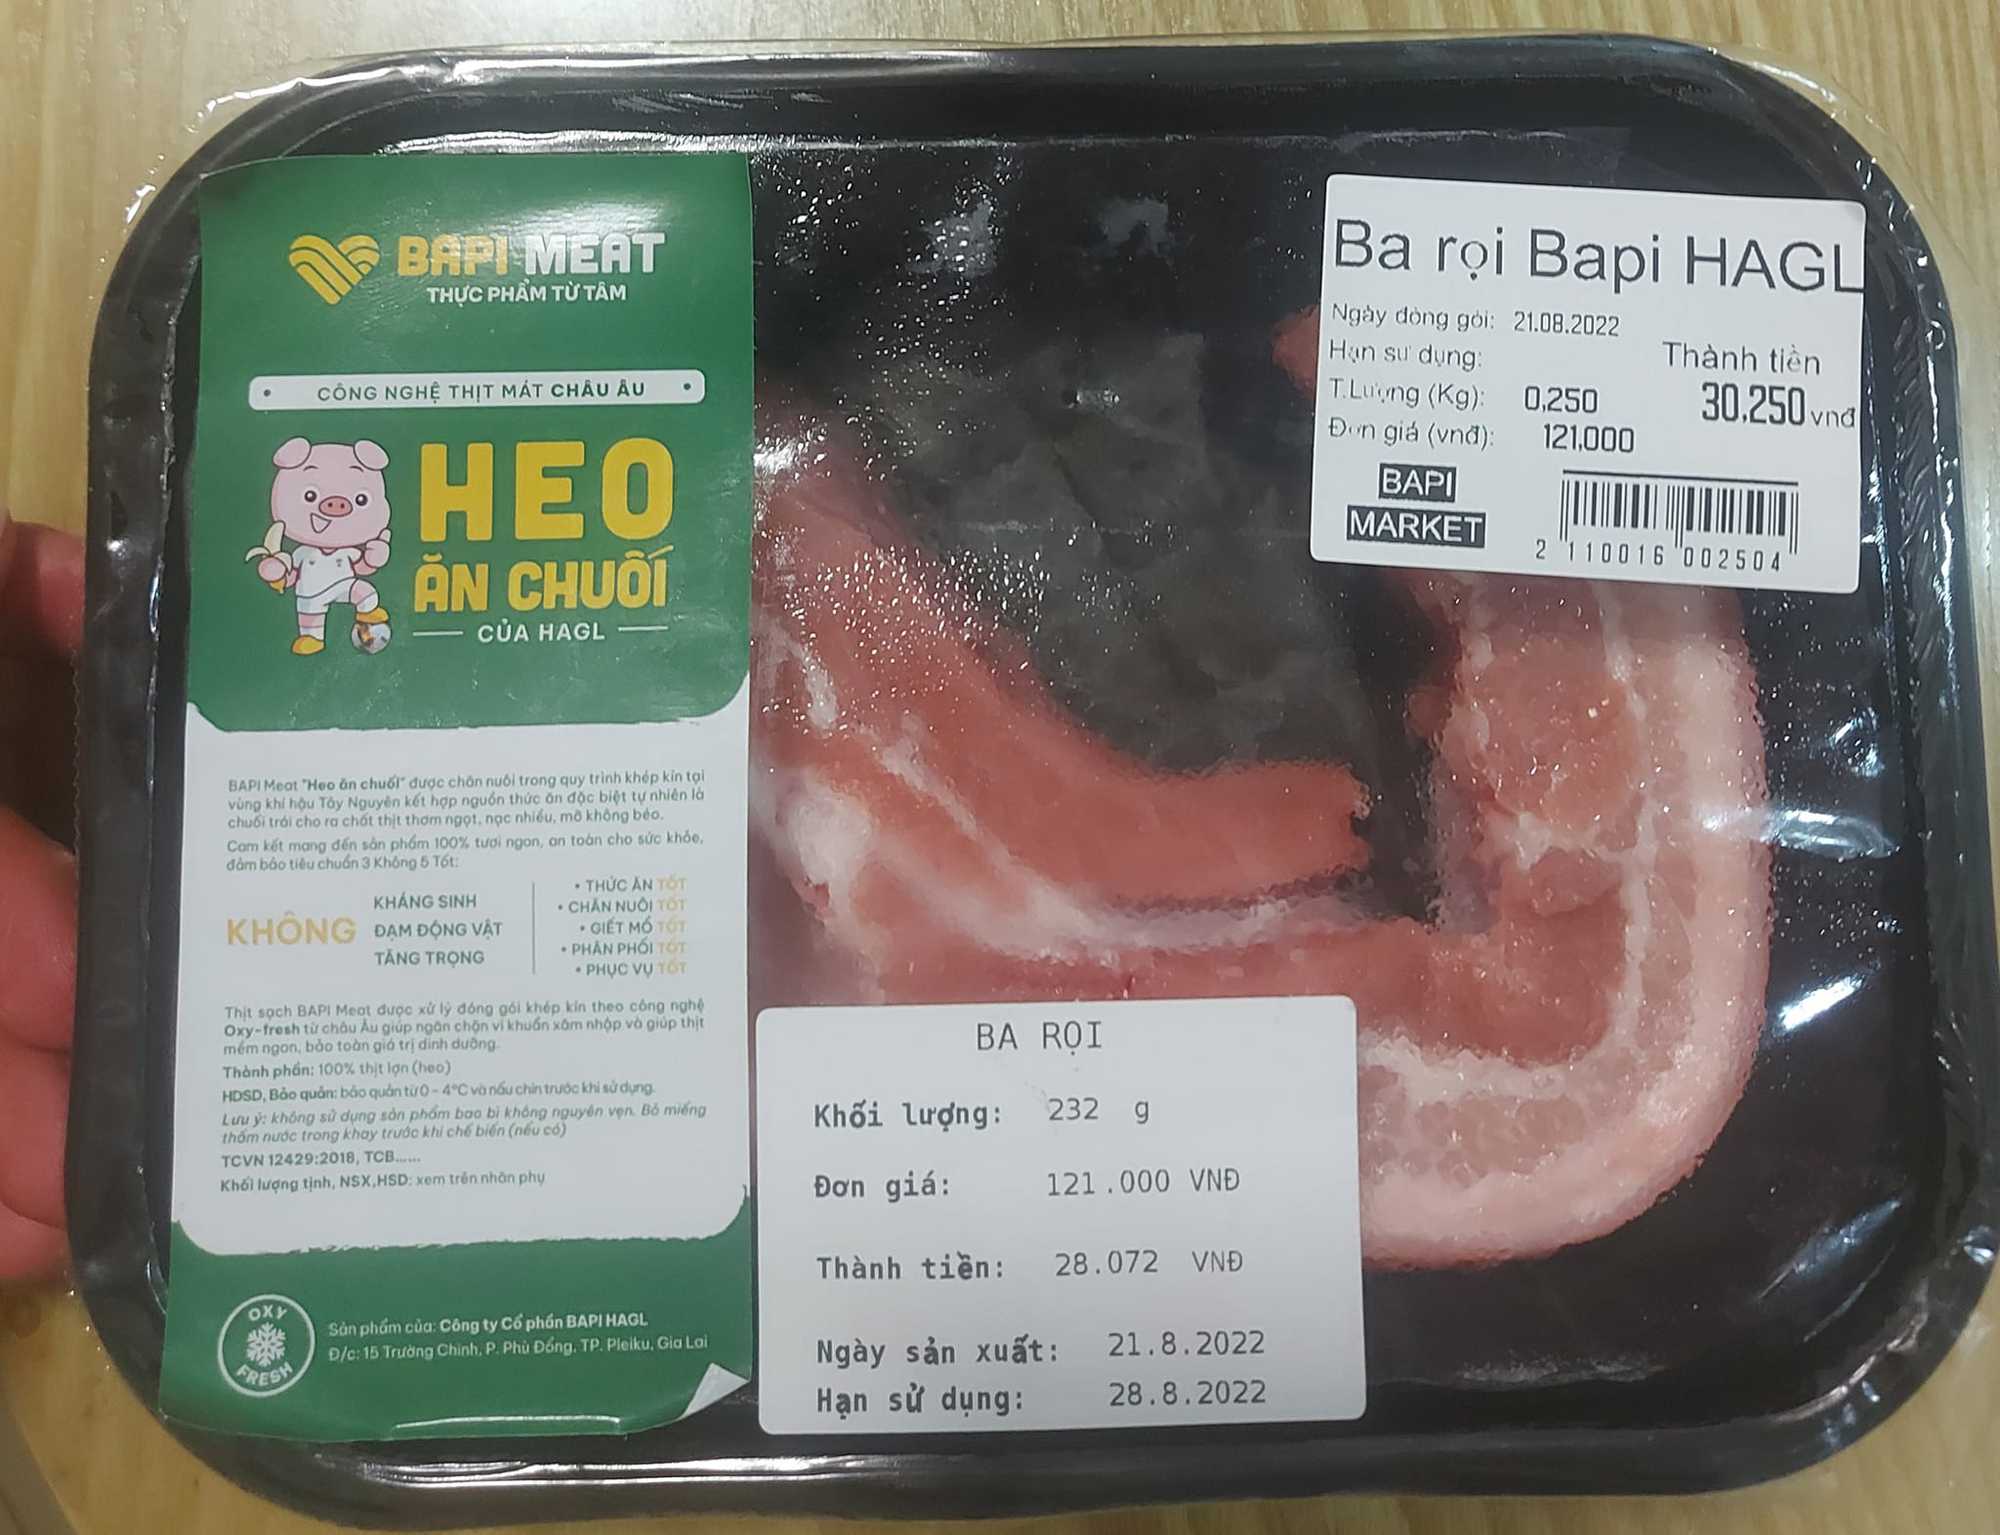 BAPI MEAT
THỰC PHẨM TỪ TÂM
CÔNG NGHỆ THỊT MÁT CHÂU ÂU
HEO
ĂN CHUỐI
CỦA HAGL
BAPI Meat "Heo ăn chuối" được chăn nuôi trong quy trình khép kín tại
vùng khí hậu Tây Nguyên kết hợp nguồn thức ăn đặc biệt tự nhiên là
chuối trái cho ra chất thịt thơm ngọt, nạc nhiều, mỡ không béo.
Cam kết mang đến sản phẩm 100% tươi ngon, an toàn cho sức khỏe,
đảm bảo tiêu chuẩn 3 Không 5 Tốt:
KHÔNG
KHÁNG SINH
ĐẠM ĐỘNG VẬT
TĂNG TRỌNG
• THỨC ĂN TỐT
• CHĂN NUÔI TỐT
• GIẾT MỔ TỐT
• PHÂN PHỐI TỐT
• PHỤC VỤ TỐT
Thịt sạch BAPI Meat được xử lý đóng gói khép kín theo công nghệ
Oxy-fresh từ châu Âu giúp ngăn chặn vi khuẩn xâm nhập và giúp thịt
mềm ngon, bảo toàn giá trị dinh dưỡng.
Thành phần: 100% thịt lợn (heo)
HDSD, Bảo quản: bảo quản từ 0 - 4°C và nấu chín trước khi sử dụng.
Lưu ý: không sử dụng sản phẩm bao bì không nguyên vẹn. Bỏ miếng
thấm nước trong khay trước khi chế biến (nếu có)
TCVN 12429:2018, TCB......
Khối lượng tịnh, NSX,HSD: xem trên nhãn phụ
OXY
FRESH
Sản phẩm của: Công ty Cổ phần BAPI HAGL
Đ/c: 15 Trường Chinh, P. Phù Đổng, TP. Pleiku, Gia Lai
Ba rọi Bapi HAGL
Ngày đóng gói: 21.08.2022
Hạn sử dụng:
Thành tiền
T.Lượng (Kg): 0,250
30.250 vnđ
Đơn giá (vnđ): 121,000
BAPI
MARKET
2 110016 002504
BA RỌI
Khối lượng: 232 g
Đơn giá: 121.000 VNĐ
Thành tiền: 28.072 VNĐ
Ngày sản xuất: 21.8.2022
Hạn sử dụng: 28.8.2022